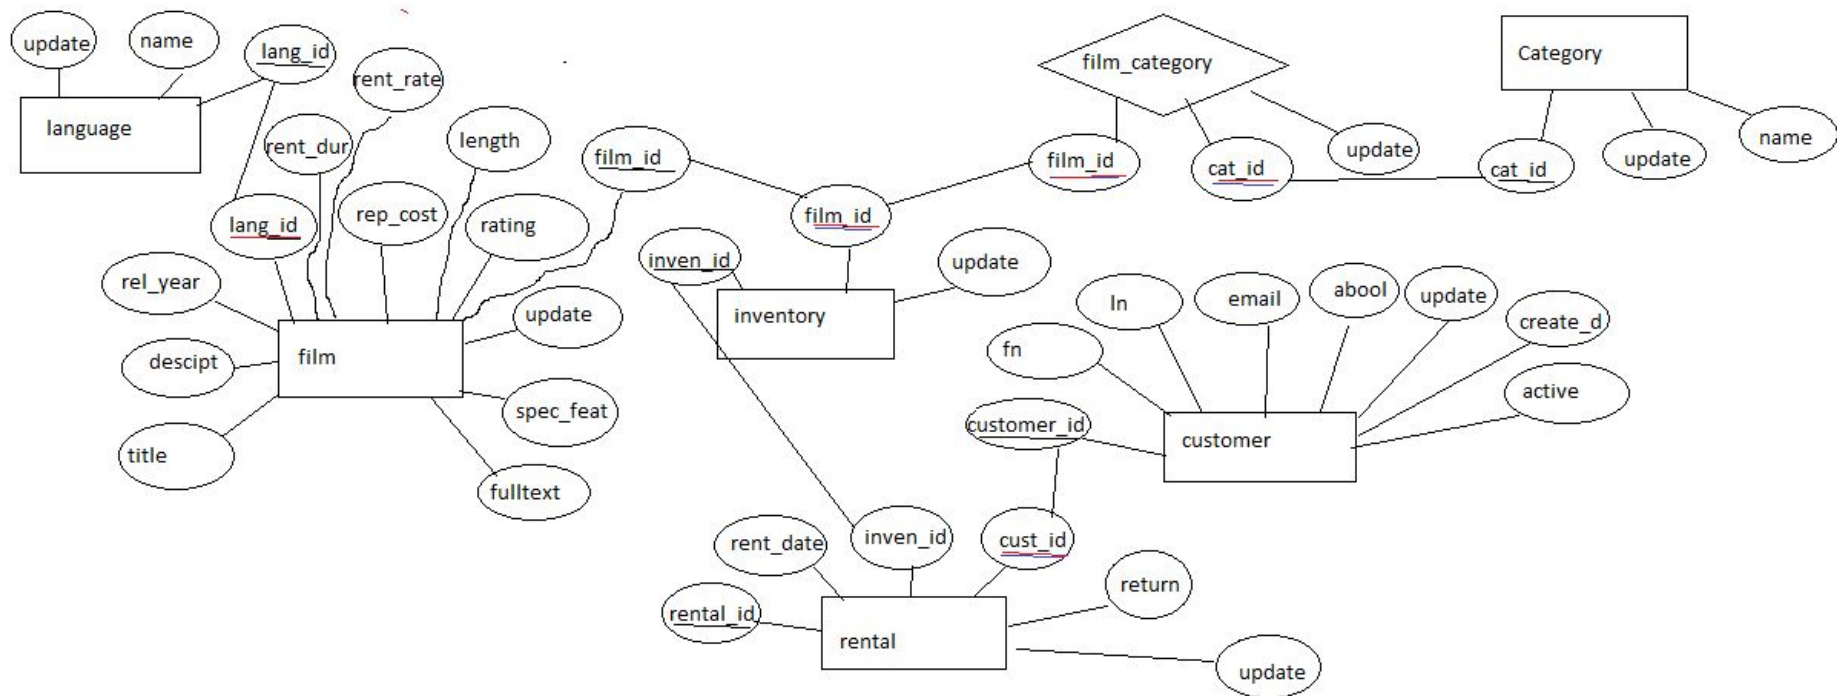 update
name
lang_id
language
rent_rate
rent_dur
length
film_id
lang_id
rep_cost
rating
rel_year
film
update
descipt
spec_feat
title
fulltext
film_category
film_id
cat_id
update
Category
cat_id
update
name
film_id
inven_id
update
inventory
ln
email
abool
update
create_d
fn
active
customer_id
customer
rent_date
inven_id
cust_id
return
rental_id
rental
update